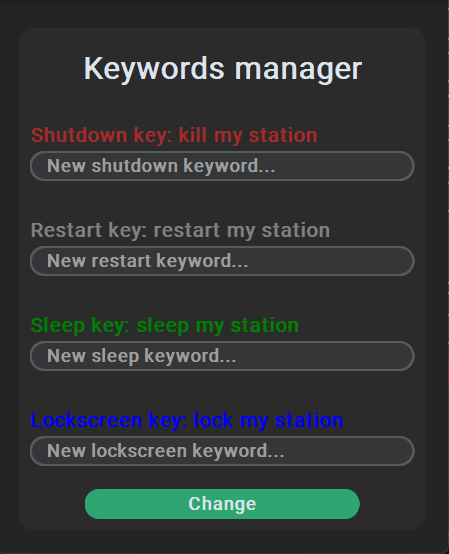 Keywords manager
Shutdown key: kill my station
New shutdown keyword...
Restart key: restart my station
New restart keyword...
Sleep key: sleep my station
New sleep keyword...
Lockscreen key: lock my station
New lockscreen keyword...
Change